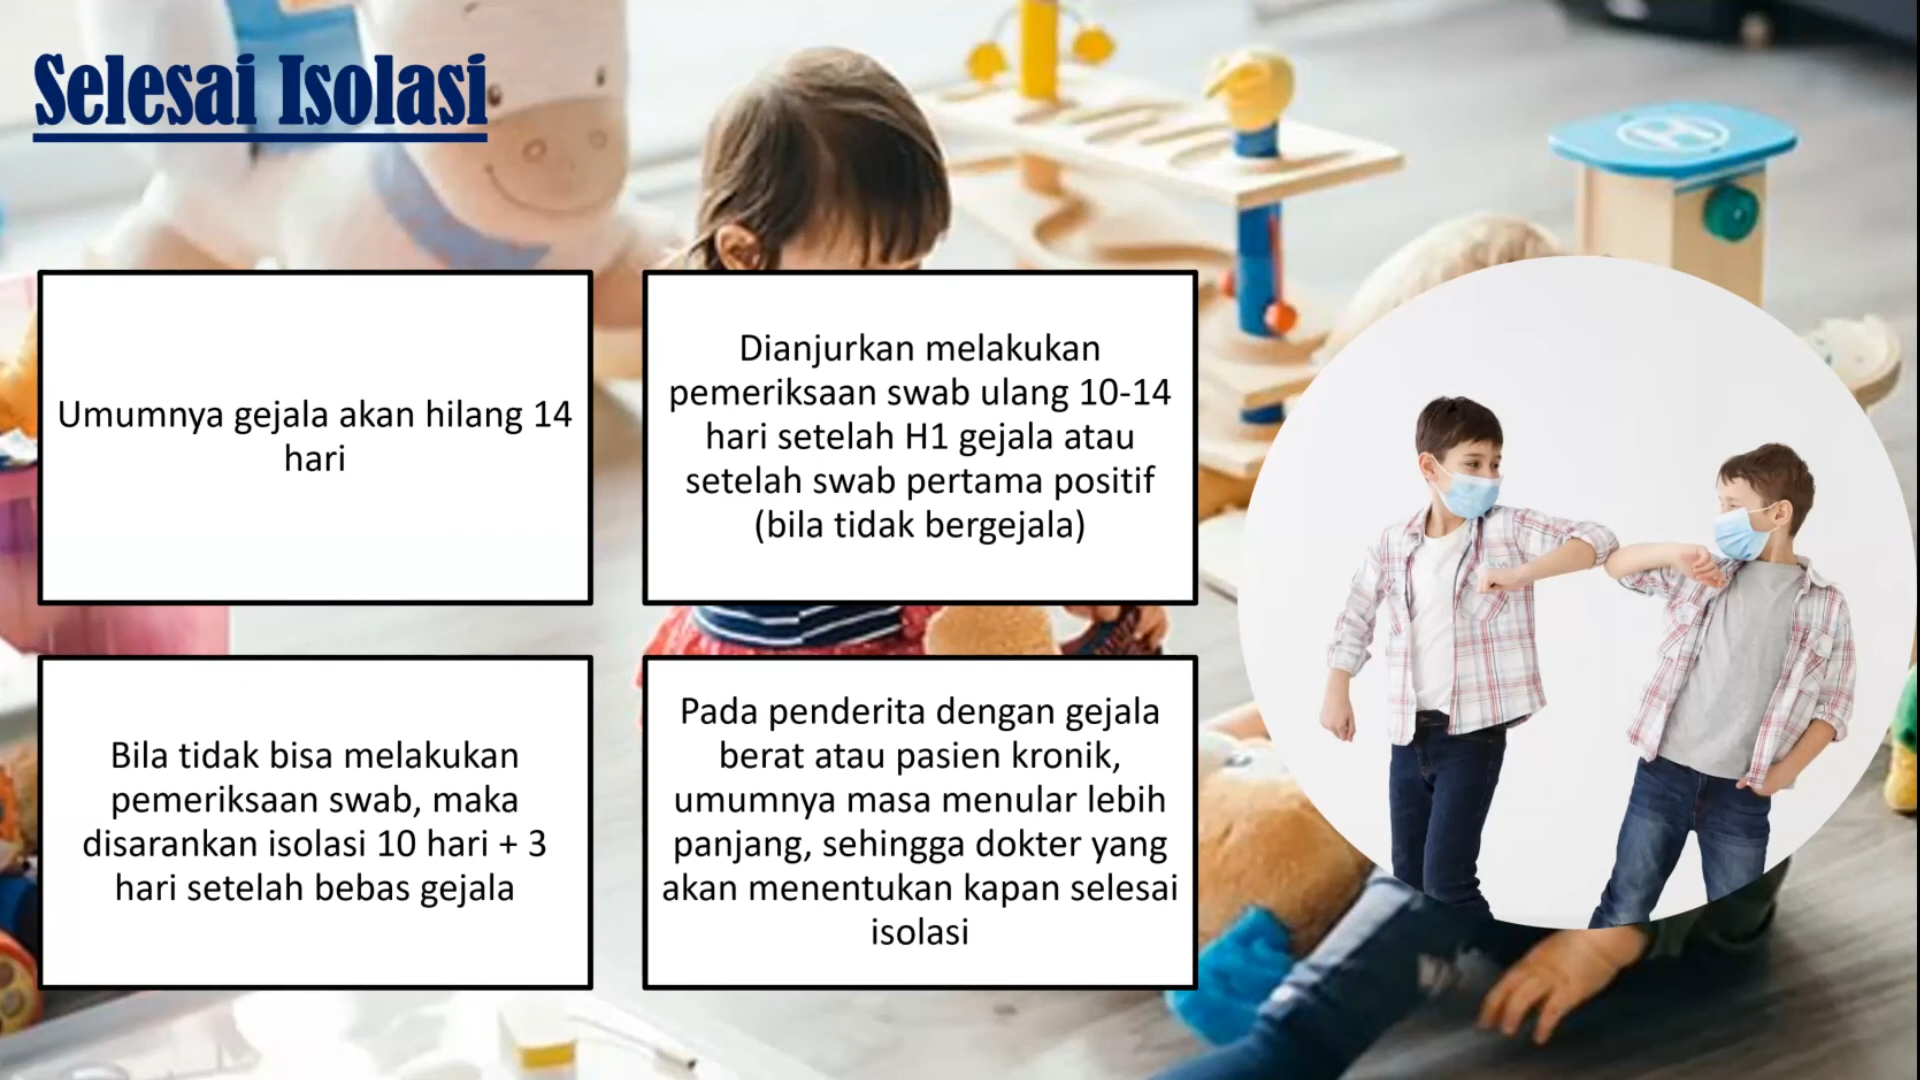 Selesai Isolasi
Umumnya gejala akan hilang 14
hari
Dianjurkan melakukan
pemeriksaan swab ulang 10-14
hari setelah H1 gejala atau
setelah swab pertama positif
(bila tidak bergejala)
Bila tidak bisa melakukan
pemeriksaan swab, maka
disarankan isolasi 10 hari + 3
hari setelah bebas gejala
Pada penderita dengan gejala
berat atau pasien kronik,
umumnya masa menular lebih
panjang, sehingga dokter yang
akan menentukan kapan selesai
isolasi
H